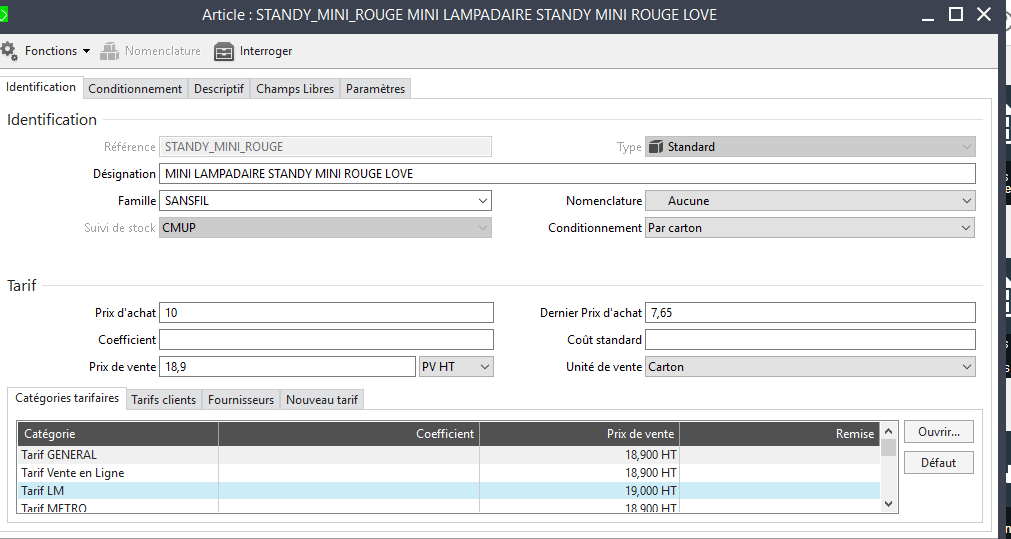 Article : STANDY_MINI_ROUGE MINI LAMPADAIRE STANDY MINI ROUGE LOVE
Fonctions Nomenclature Interroger
Identification Conditionnement Descriptif Champs Libres Paramètres
Identification
Référence STANDY_MINI_ROUGE Type Standard
Désignation MINI LAMPADAIRE STANDY MINI ROUGE LOVE
Famille SANSFIL Nomenclature Aucune
Suivi de stock CMUP Conditionnement Par carton
Tarif
Prix d'achat 10 Dernier Prix d'achat 7,65
Coefficient Coût standard
Prix de vente 18,9 PV HT Unité de vente Carton
Catégories tarifaires Tarifs clients Fournisseurs Nouveau tarif
Catégorie Coefficient Prix de vente Remise Ouvrir...
Tarif GENERAL 18,900 HT
Tarif Vente en Ligne 18,900 HT Défaut
Tarif LM 19,000 HT
Tarif METRO 18,900 HT